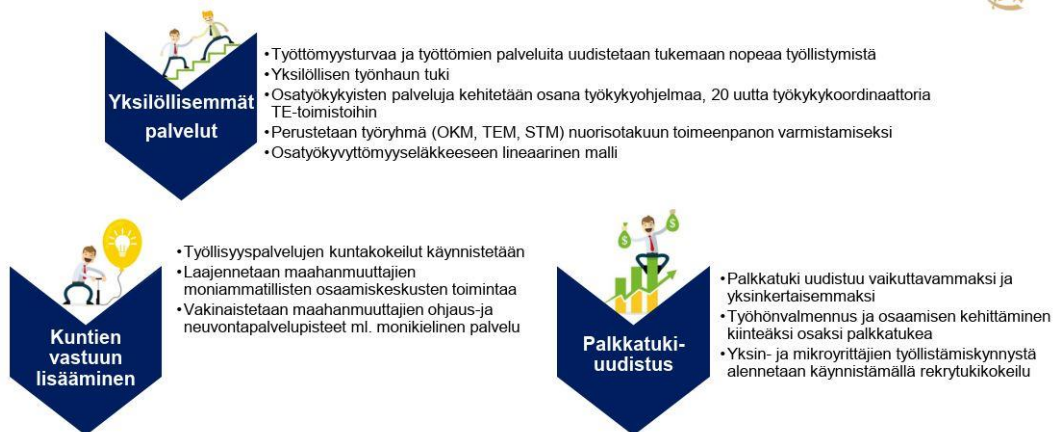 Yksilöllisemmät
palvelut
•Työttömyysturvaa ja työttömien palveluita uudistetaan tukemaan nopeaa työllistymistä
•Yksilöllisen työnhaun tuki
•Osatyökykyisten palveluja kehitetään osana työkykyohjelmaa, 20 uutta työkykykoordinaattoria
TE-toimistoihin
•Perustetaan työryhmä (OKM, TEM, STM) nuorisotakuun toimeenpanon varmistamiseksi
•Osatyökyvyttömyyseläkkeeseen lineaarinen malli
Kuntien
vastuun
lisääminen
•Työllisyyspalvelujen kuntakokeilut käynnistetään
•Laajennetaan maahanmuuttajien
moniammatillisten osaamiskeskusten toimintaa
•Vakinaistetaan maahanmuuttajien ohjaus-ja
neuvontapalvelupisteet ml. monikielinen palvelu
Palkkatuki-
uudistus
•Palkkatuki uudistuu vaikuttavammaksi ja
yksinkertaisemmaksi
•Työhönvalmennus ja osaamisen kehittäminen
kiinteäksi osaksi palkkatukea
•Yksin- ja mikroyrittäjien työllistämiskynnystä
alennetaan käynnistämällä rekrytukikokeilu